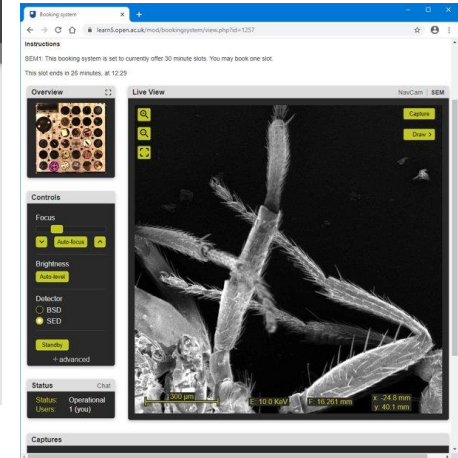 Booking system
learn5.open.ac.uk/mod/bookingsystem/view.php?id=1257
Instructions
SEM1: This booking system is set to currently offer 30 minute slots. You may book one slot.
This slot ends in 26 minutes, at 12:29
Overview
Live View
NavCam | SEM
Capture
Draw >
Controls
Focus
Auto-focus
Brightness
Auto-level
Detector
BSD
SED
Standby
+ advanced
Status
Chat
Status: Operational
Users: 1 (you)
300 µm
E: 10.0 KeV
F: 16.261 mm
x: -24.8 mm
y: 40.1 mm
Captures